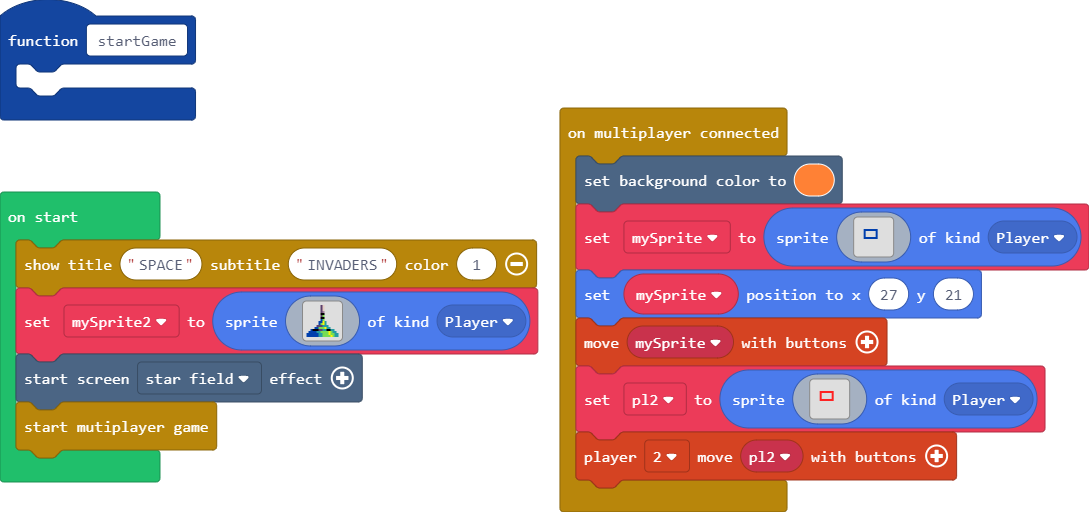 function startGame
on start
show title "SPACE" subtitle "INVADERS" color 1
set mySprite2 to sprite of kind Player
start screen star field effect
start mutiplayer game
on multiplayer connected
set background color to
set mySprite to sprite of kind Player
set mySprite position to x 27 y 21
move mySprite with buttons
set pl2 to sprite of kind Player
player 2 move pl2 with buttons